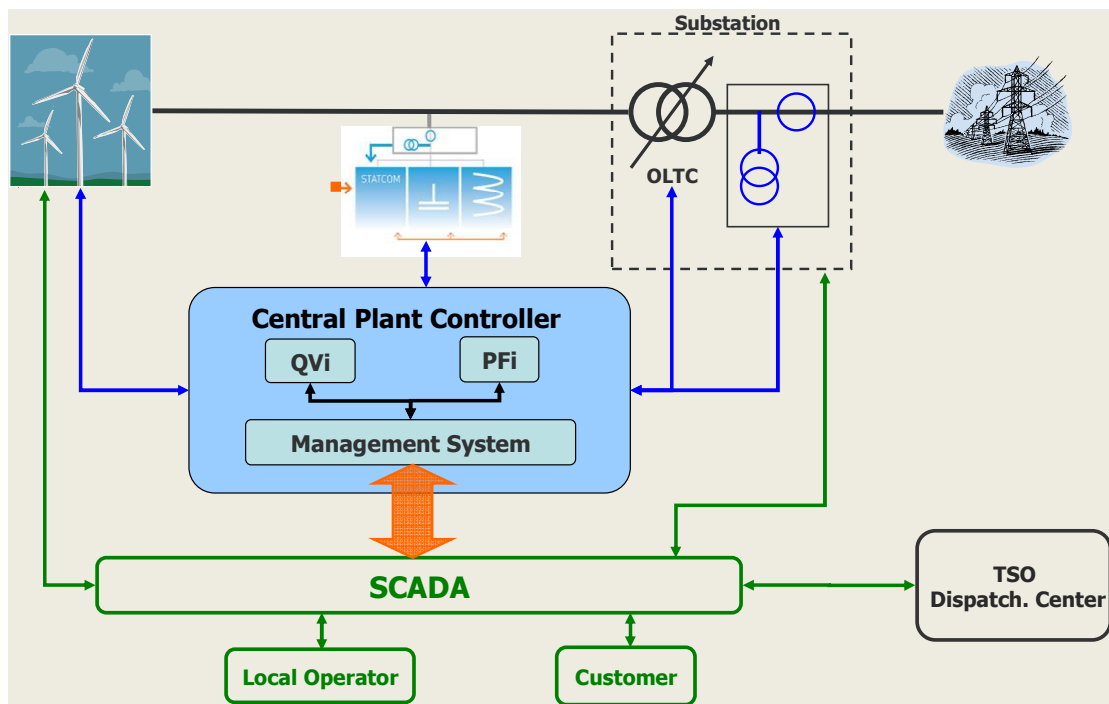 Substation
OLTC
STATCOM
Central Plant Controller
QVi
PFi
Management System
SCADA
TSO
Dispatch. Center
Local Operator
Customer